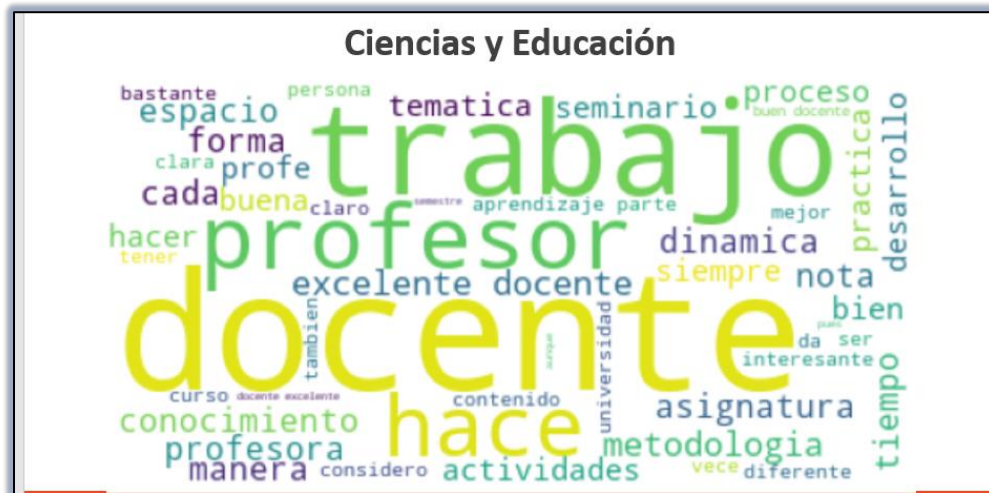 Ciencias y Educación
bastante
persona
espacio
tematica
seminario
proceso
buen docente
forma
trabajo
clara
profe
practica
desarrollo
cada
buena
claro
semestre
aprendizaje
parte
mejor
hacer
tener
profesor
dinamica
excelente docente
siempre
nota
docente
tambien
aunque
universidad
bien
pues
da
ser
interesante
curso
docente excelente
contenido
asignatura
tiempo
conocimiento
hace
profesora
metodologia
manera
considero
actividades
vece
diferente